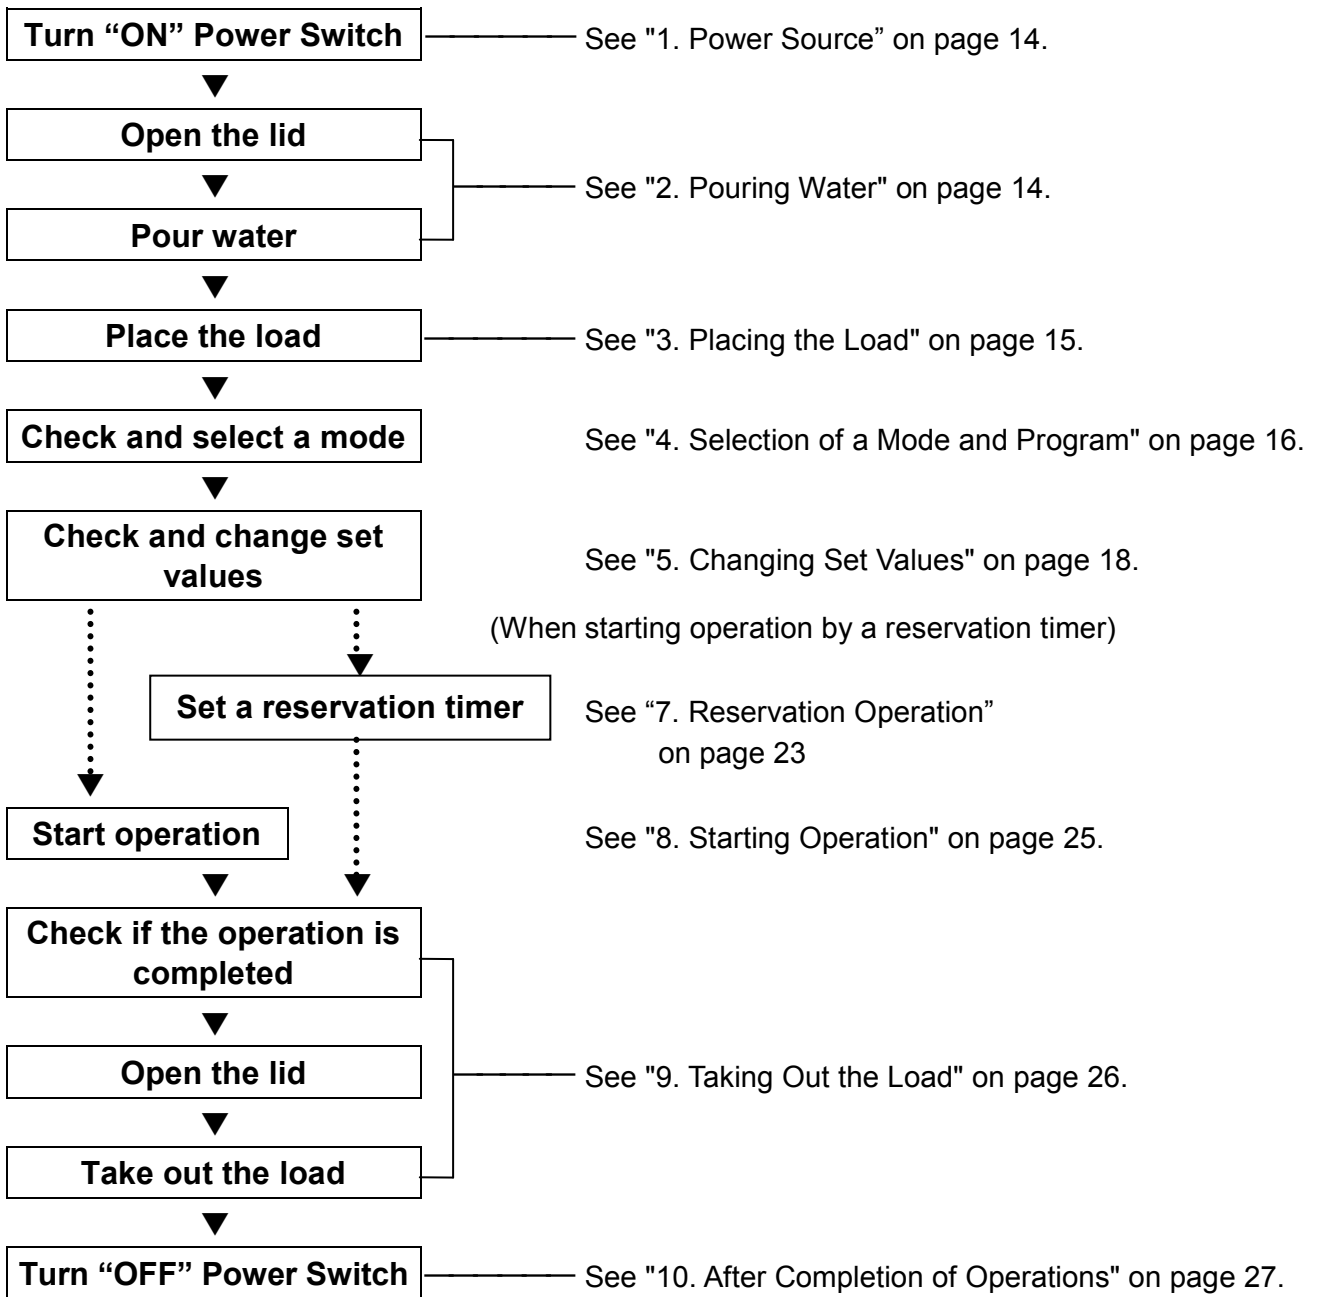 Turn “ON” Power Switch
See "1. Power Source” on page 14.
Open the lid
See "2. Pouring Water" on page 14.
Pour water
Place the load
See "3. Placing the Load" on page 15.
Check and select a mode
See "4. Selection of a Mode and Program" on page 16.
Check and change set
values
See "5. Changing Set Values" on page 18.
(When starting operation by a reservation timer)
Set a reservation timer
See “7. Reservation Operation”
on page 23
Start operation
See "8. Starting Operation" on page 25.
Check if the operation is
completed
Open the lid
See "9. Taking Out the Load" on page 26.
Take out the load
Turn “OFF” Power Switch
See "10. After Completion of Operations" on page 27.